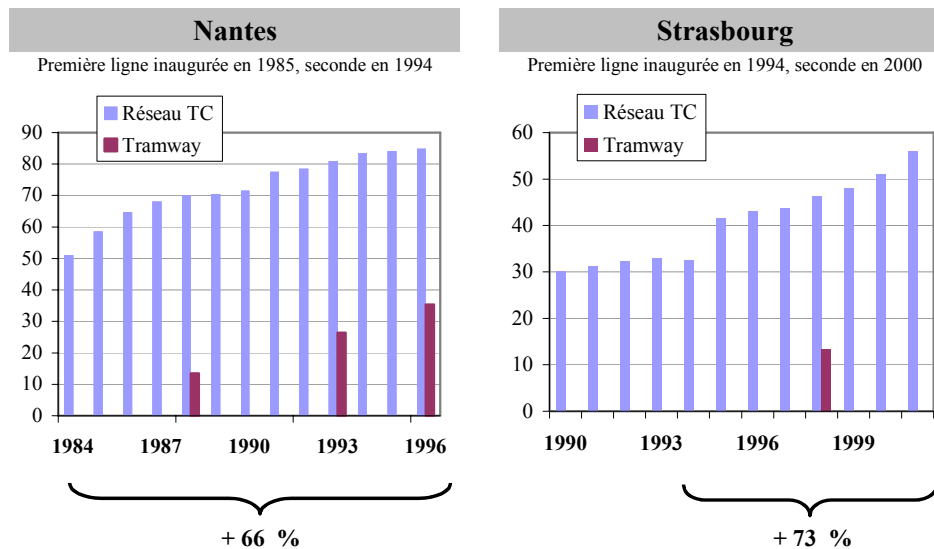 Nantes
Première ligne inaugurée en 1985, seconde en 1994
Réseau TC
Tramway
90
80
70
60
50
40
30
20
10
0
1984 1987 1990 1993 1996
+ 66 %
Strasbourg
Première ligne inaugurée en 1994, seconde en 2000
Réseau TC
Tramway
60
50
40
30
20
10
0
1990 1993 1996 1999
+ 73 %